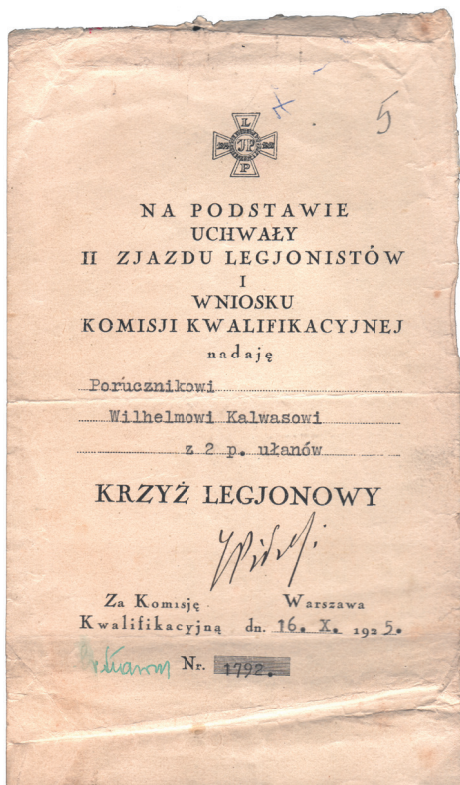 5
L
JP
P
NA PODSTAWIE
UCHWAŁY
II ZJAZDU LEGJONISTÓW
I
WNIOSKU
KOMISJI KWALIFIKACYJNEJ
nadaję
Porucznikowi
Wilhelmowi Kalwasowi
z 2 p. ułanów
KRZYŻ LEGJONOWY
Za Komisję Warszawa
Kwalifikacyjną dn. 16. X. 1925.
Nr. 1792.